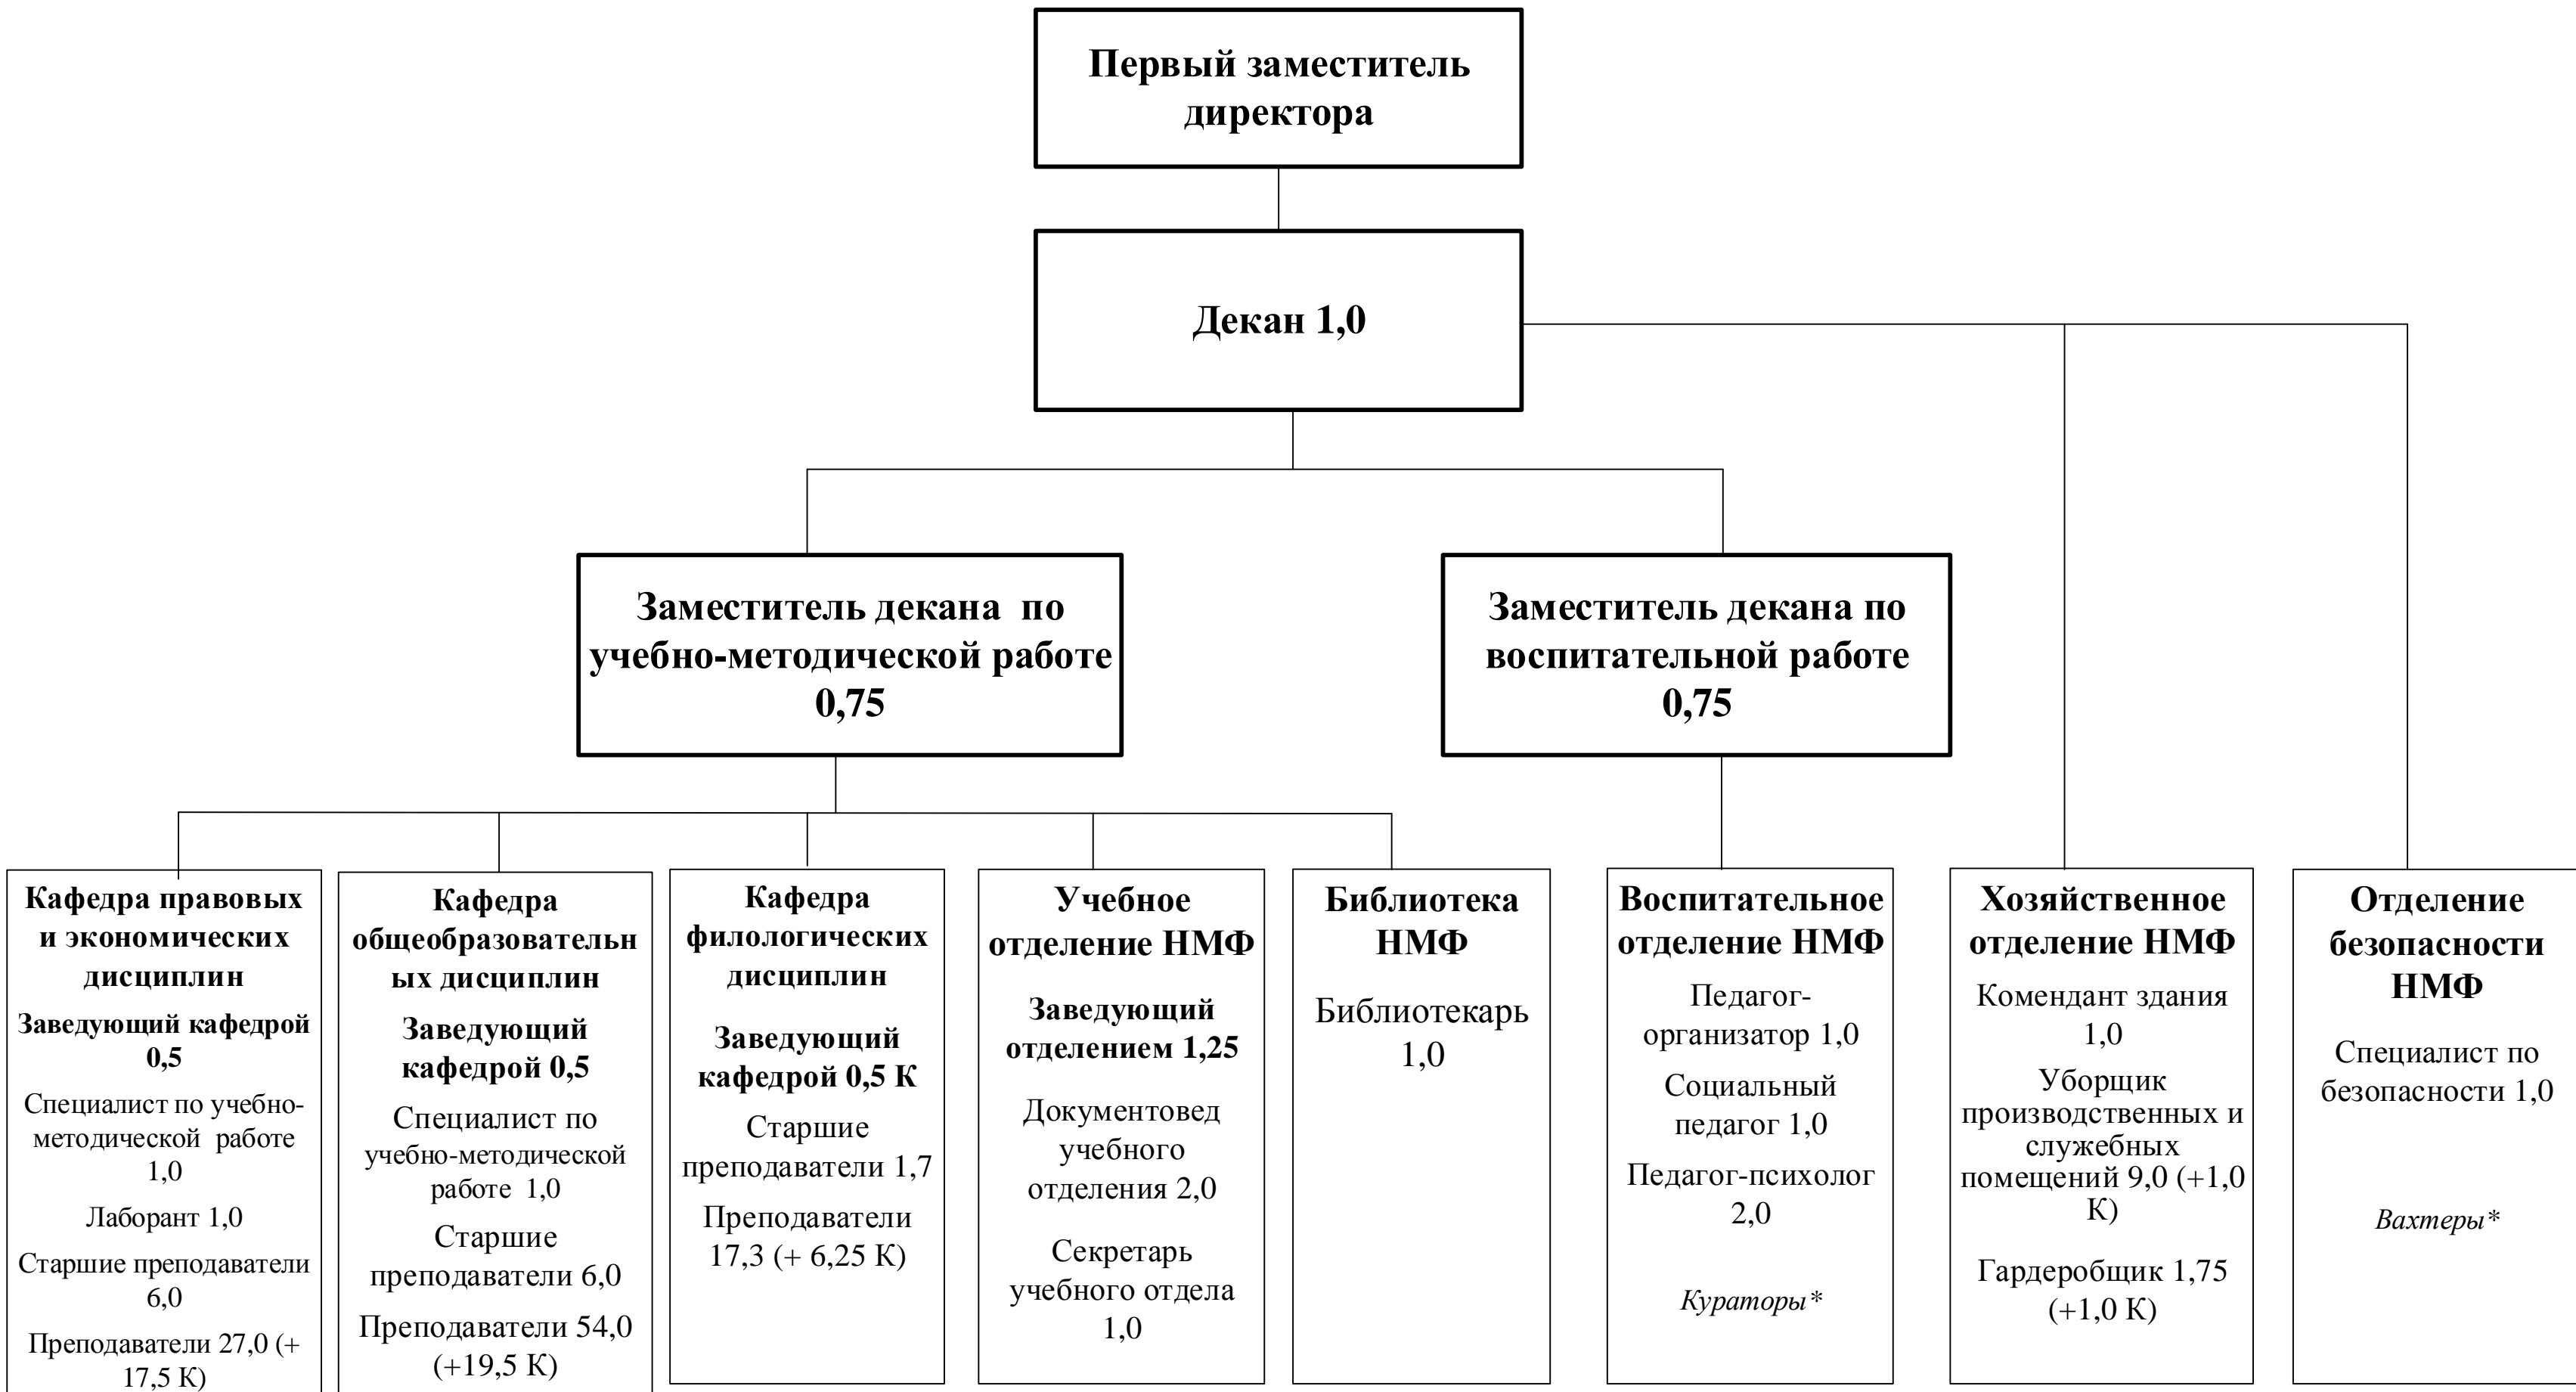 Первый заместитель
директора
Декан 1,0
Заместитель декана по
учебно-методической работе
0,75
Заместитель декана по
воспитательной работе
0,75
Кафедра правовых
и экономических
дисциплин
Заведующий кафедрой
0,5
Специалист по учебно-
методической работе
1,0
Лаборант 1,0
Старшие преподаватели
6,0
Преподаватели 27,0 (+
17,5 К)
Кафедра
общеобразовательн
ых дисциплин
Заведующий
кафедрой 0,5
Специалист по
учебно-методической
работе 1,0
Старшие
преподаватели 6,0
Преподаватели 54,0
(+19,5 К)
Кафедра
филологических
дисциплин
Заведующий
кафедрой 0,5 К
Старшие
преподаватели 1,7
Преподаватели
17,3 (+ 6,25 К)
Учебное
отделение НМФ
Заведующий
отделением 1,25
Документовед
учебного
отделения 2,0
Секретарь
учебного отдела
1,0
Библиотека
НМФ
Библиотекарь
1,0
Воспитательное
отделение НМФ
Педагог-
организатор 1,0
Социальный
педагог 1,0
Педагог-психолог
2,0
Кураторы*
Хозяйственное
отделение НМФ
Комендант здания
1,0
Уборщик
производственных и
служебных
помещений 9,0 (+1,0
К)
Гардеробщик 1,75
(+1,0 К)
Отделение
безопасности
НМФ
Специалист по
безопасности 1,0
Вахтеры*